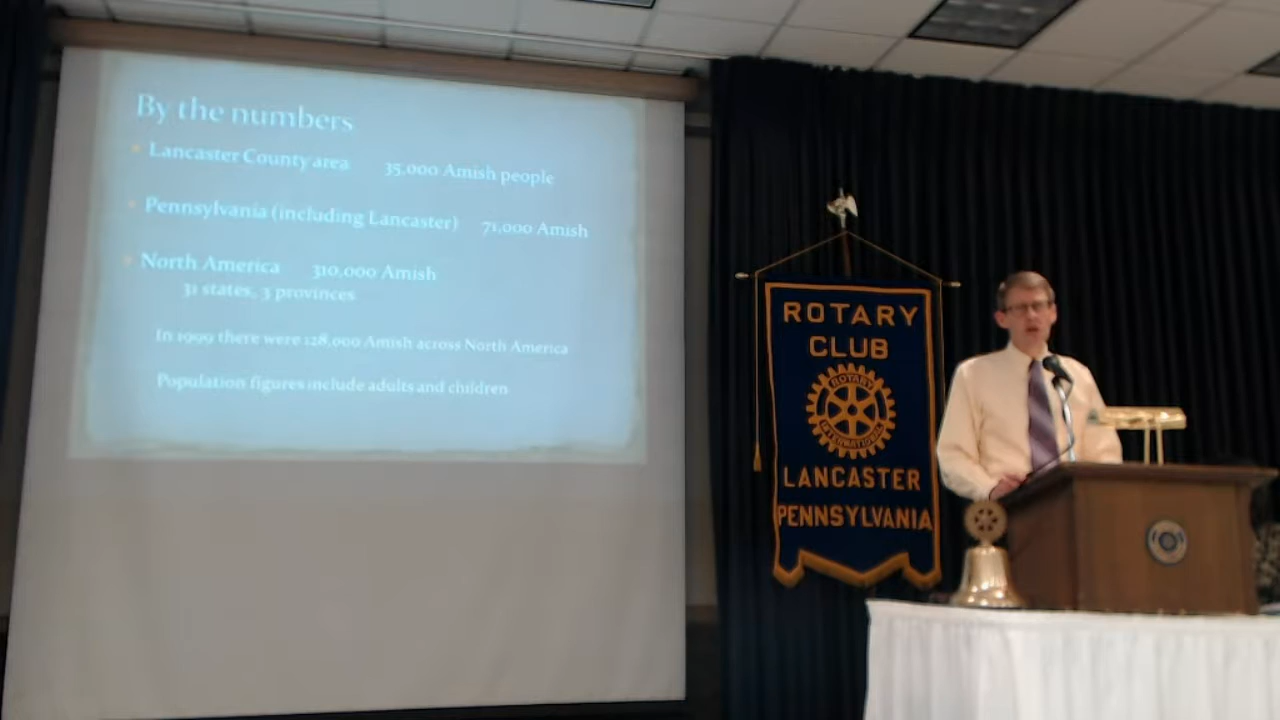 By the numbers
Lancaster County area 35,000 Amish people
Pennsylvania (including Lancaster) 71,000 Amish
North America 310,000 Amish
31 states, 3 provinces
In 1999 there were 128,000 Amish across North America
Population figures include adults and children
ROTARY
CLUB
ROTARY
INTERNATIONAL
LANCASTER
PENNSYLVANIA